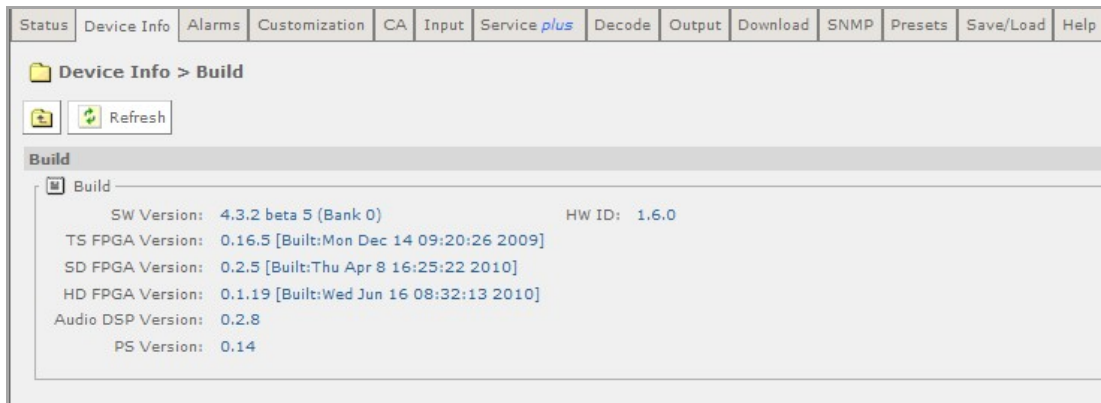 Status Device Info Alarms Customization CA Input Service plus Decode Output Download SNMP Presets Save/Load Help
Device Info > Build
Refresh
Build
Build
SW Version: 4.3.2 beta 5 (Bank 0) HW ID: 1.6.0
TS FPGA Version: 0.16.5 [Built:Mon Dec 14 09:20:26 2009]
SD FPGA Version: 0.2.5 [Built:Thu Apr 8 16:25:22 2010]
HD FPGA Version: 0.1.19 [Built:Wed Jun 16 08:32:13 2010]
Audio DSP Version: 0.2.8
PS Version: 0.14